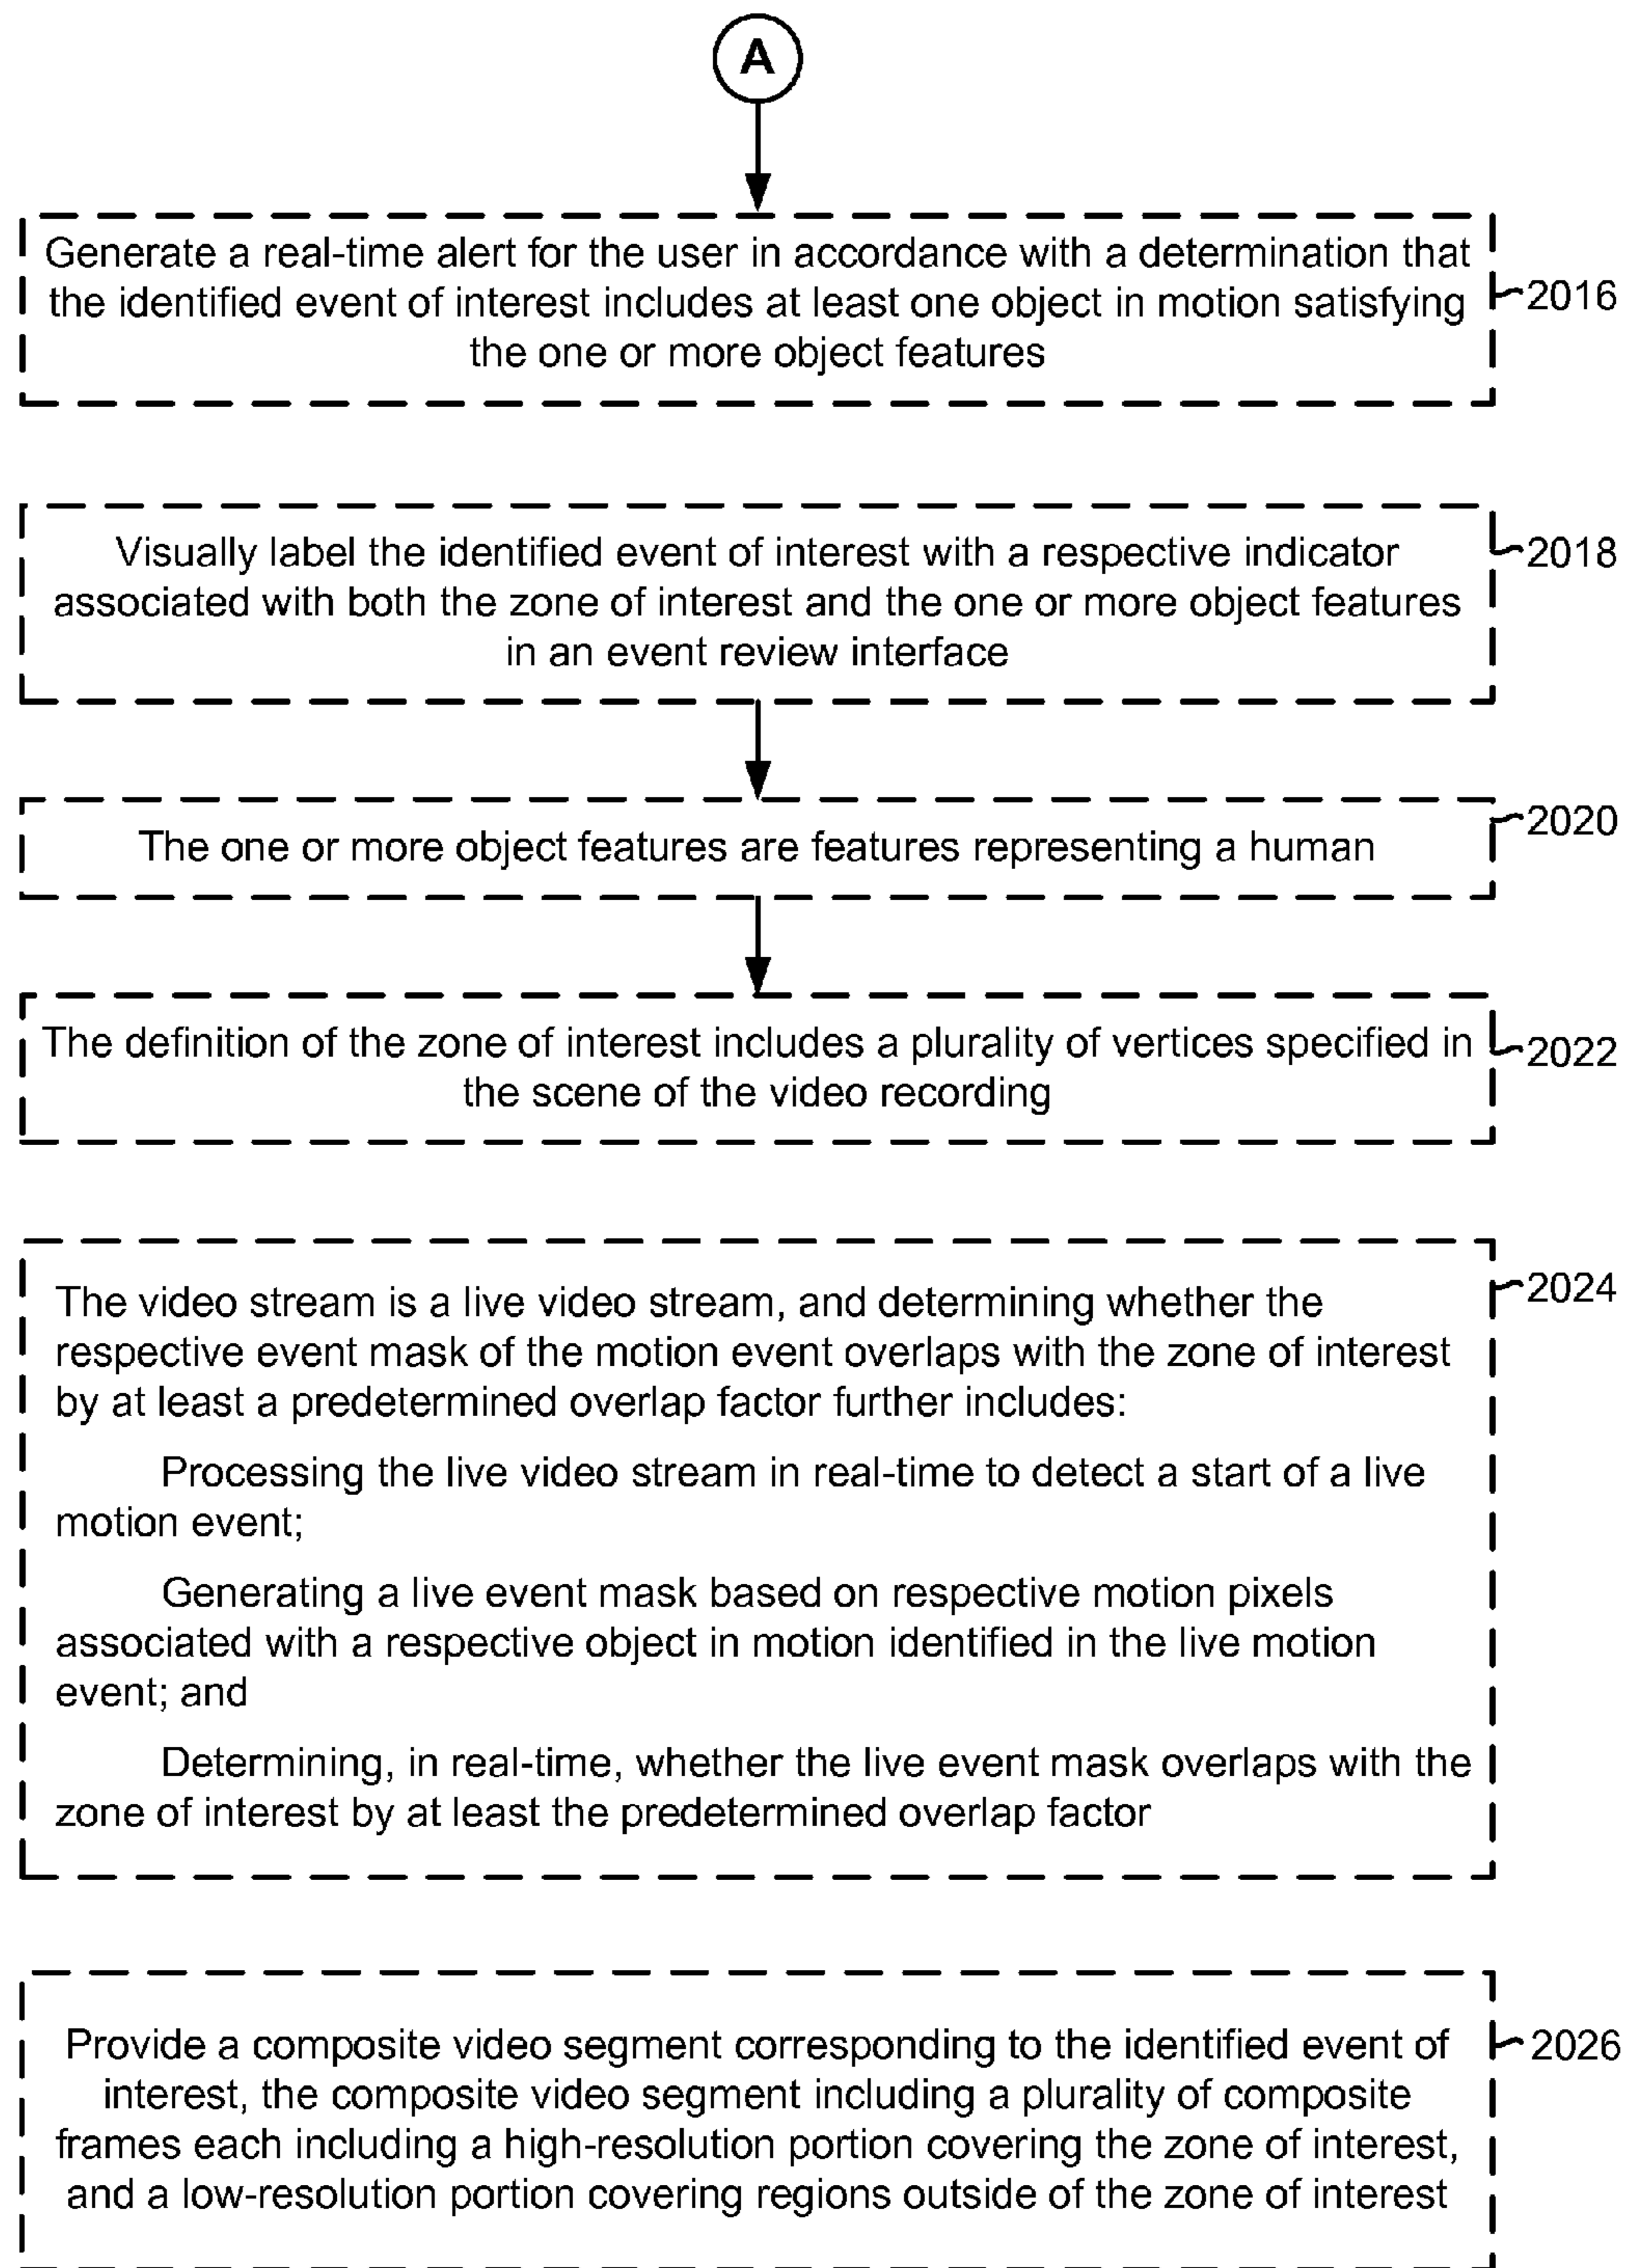 A
Generate a real-time alert for the user in accordance with a determination that
the identified event of interest includes at least one object in motion satisfying
the one or more object features
2016
Visually label the identified event of interest with a respective indicator
associated with both the zone of interest and the one or more object features
in an event review interface
2018
The one or more object features are features representing a human
2020
The definition of the zone of interest includes a plurality of vertices specified in
the scene of the video recording
2022
The video stream is a live video stream, and determining whether the
respective event mask of the motion event overlaps with the zone of interest
by at least a predetermined overlap factor further includes:
Processing the live video stream in real-time to detect a start of a live
motion event;
Generating a live event mask based on respective motion pixels
associated with a respective object in motion identified in the live motion
event; and
Determining, in real-time, whether the live event mask overlaps with the
zone of interest by at least the predetermined overlap factor
2024
Provide a composite video segment corresponding to the identified event of
interest, the composite video segment including a plurality of composite
frames each including a high-resolution portion covering the zone of interest,
and a low-resolution portion covering regions outside of the zone of interest
2026